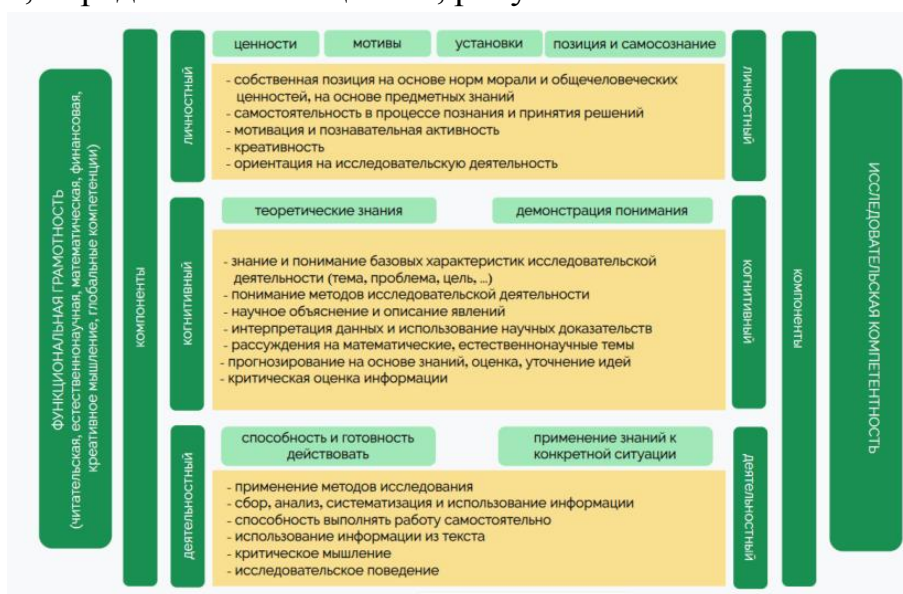 ФУНКЦИОНАЛЬНАЯ ГРАМОТНОСТЬ
(читательская, естественнонаучная, математическая, финансовая,
креативное мышление, глобальные компетенции)
КОМПОНЕНТЫ
личностный
ценности
мотивы
установки
позиция и самосознание
- собственная позиция на основе норм морали и общечеловеческих
ценностей, на основе предметных знаний
- самостоятельность в процессе познания и принятия решений
- мотивация и познавательная активность
- креативность
- ориентация на исследовательскую деятельность
личностный
когнитивный
теоретические знания
демонстрация понимания
- знание и понимание базовых характеристик исследовательской
деятельности (тема, проблема, цель, ...)
- понимание методов исследовательской деятельности
- научное объяснение и описание явлений
- интерпретация данных и использование научных доказательств
- рассуждения на математические, естественнонаучные темы
- прогнозирование на основе знаний, оценка, уточнение идей
- критическая оценка информации
когнитивный
деятельностный
способность и готовность
действовать
применение знаний к
конкретной ситуации
- применение методов исследования
- сбор, анализ, систематизация и использование информации
- способность выполнять работу самостоятельно
- использование информации из текста
- критическое мышление
- исследовательское поведение
деятельностный
КОМПОНЕНТЫ
ИССЛЕДОВАТЕЛЬСКАЯ КОМПЕТЕНТНОСТЬ